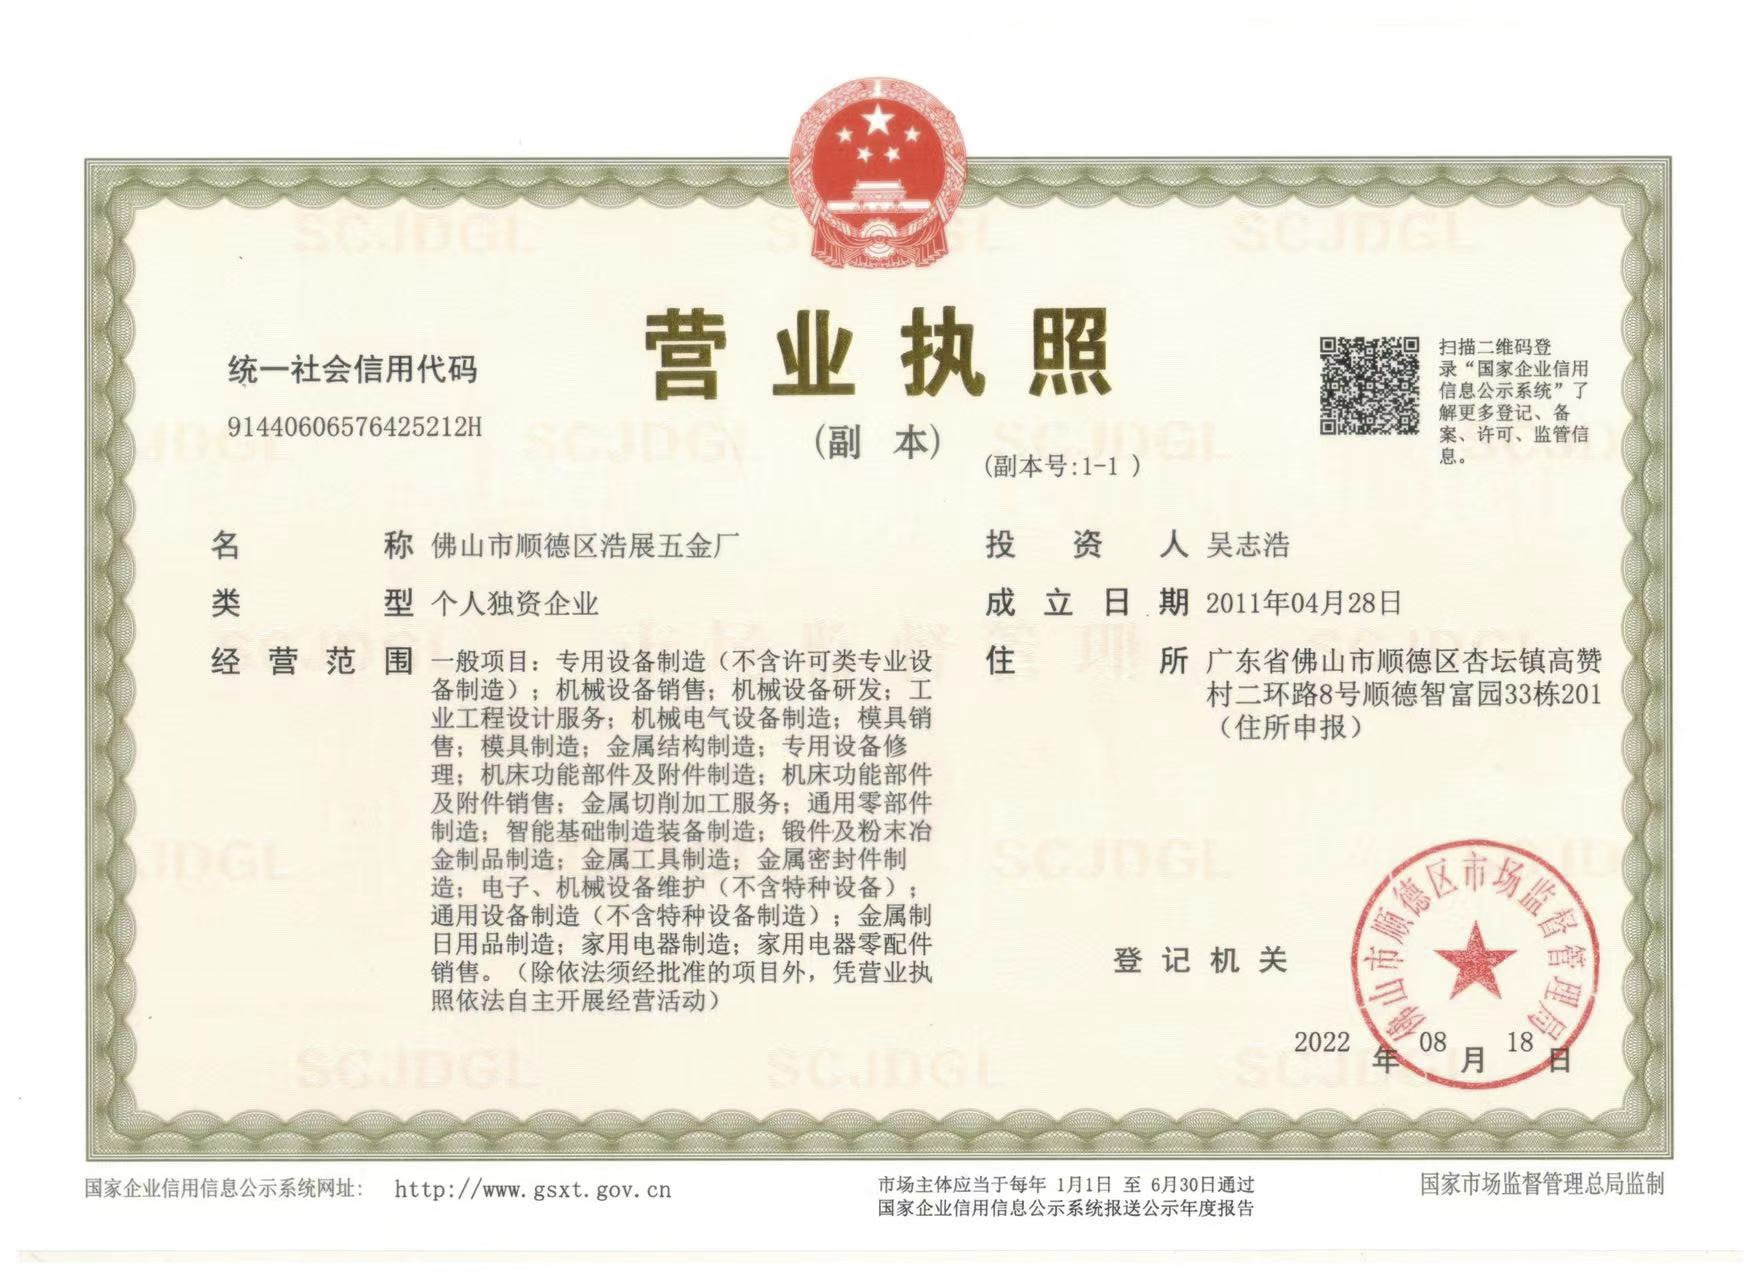 营业执照
(副 本)
(副本号:1-1 )
统一社会信用代码
91440606576425212H
扫描二维码登
录“国家企业信用
信息公示系统”了
解更多登记、备
案、许可、监管信
息。
名 称 佛山市顺德区浩展五金厂
类 型 个人独资企业
经 营 范 围 一般项目：专用设备制造（不含许可类专业设
备制造）；机械设备销售；机械设备研发；工
业工程设计服务；机械电气设备制造；模具销
售；模具制造；金属结构制造；专用设备修
理；机床功能部件及附件制造；机床功能部件
及附件销售；金属切削加工服务；通用零部件
制造；智能基础制造装备制造；锻件及粉末冶
金制品制造；金属工具制造；金属密封件制
造；电子、机械设备维护（不含特种设备）；
通用设备制造（不含特种设备制造）；金属制
日用品制造；家用电器制造；家用电器零配件
销售。（除依法须经批准的项目外，凭营业执
照依法自主开展经营活动）
投 资 人 吴志浩
成 立 日 期 2011年04月28日
住 所 广东省佛山市顺德区杏坛镇高赞
村二环路8号顺德智富园33栋201
（住所申报）
登 记 机 关
佛山市顺德区市场监督管理局
2022 年 08 月 18 日
国家企业信用信息公示系统网址： http://www.gsxt.gov.cn
市场主体应当于每年 1月1日 至 6月30日通过
国家企业信用信息公示系统报送公示年度报告
国家市场监督管理总局监制